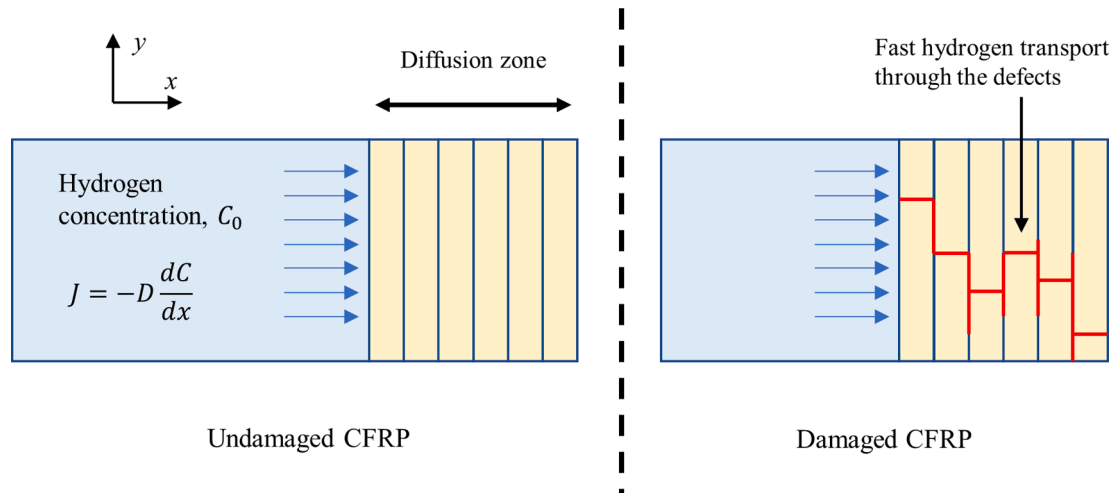 y
x
Diffusion zone
Hydrogen
concentration, C₀
J = −D dC/dx
Undamaged CFRP
Fast hydrogen transport
through the defects
Damaged CFRP